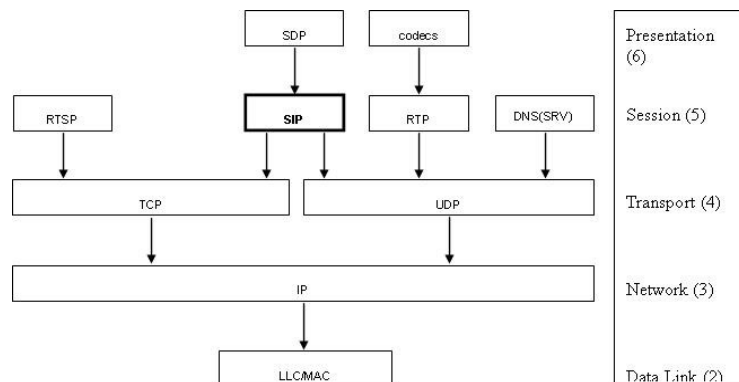 SDP
codecs
Presentation
(6)
RTSP
SIP
RTP
DNS(SRV)
Session (5)
TCP
UDP
Transport (4)
IP
Network (3)
LLC/MAC
Data Link (2)